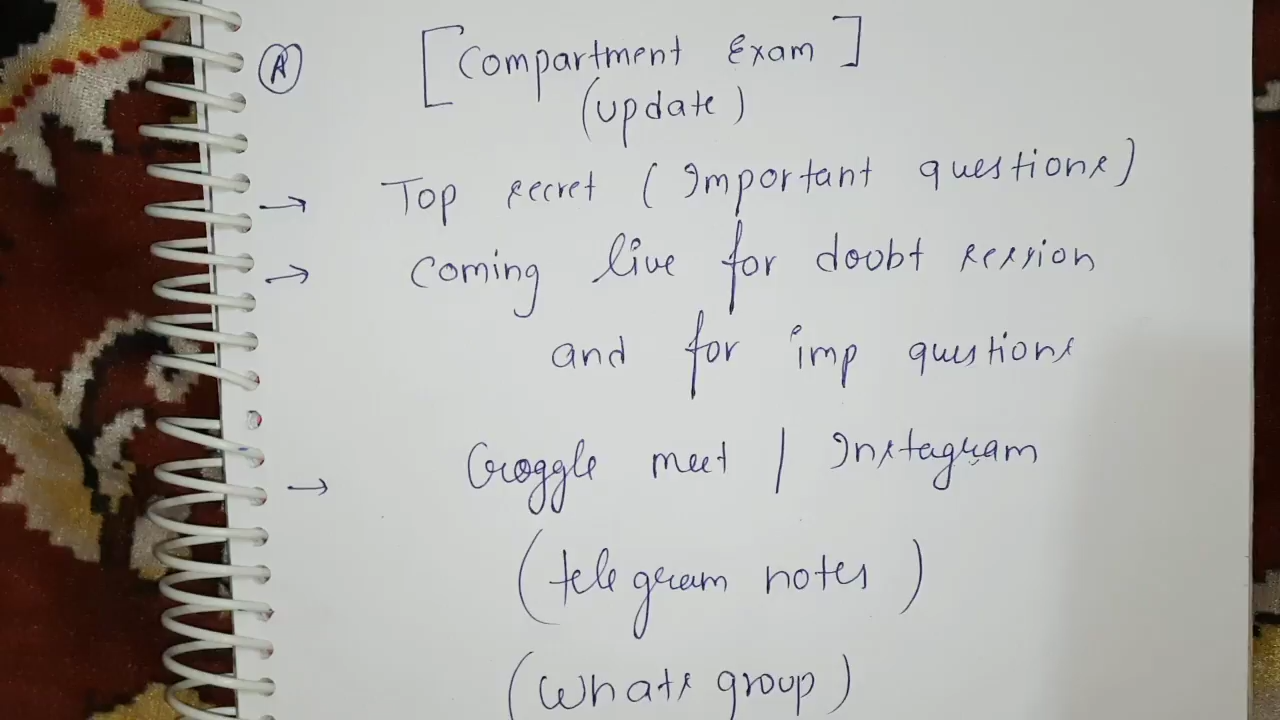 A [Compartment Exam]
(update)
→ Top secret (Important questions)
→ Coming live for doubt session
and for imp questions
→ Goggle meet | Instagram
(telegram notes)
(Whats group)